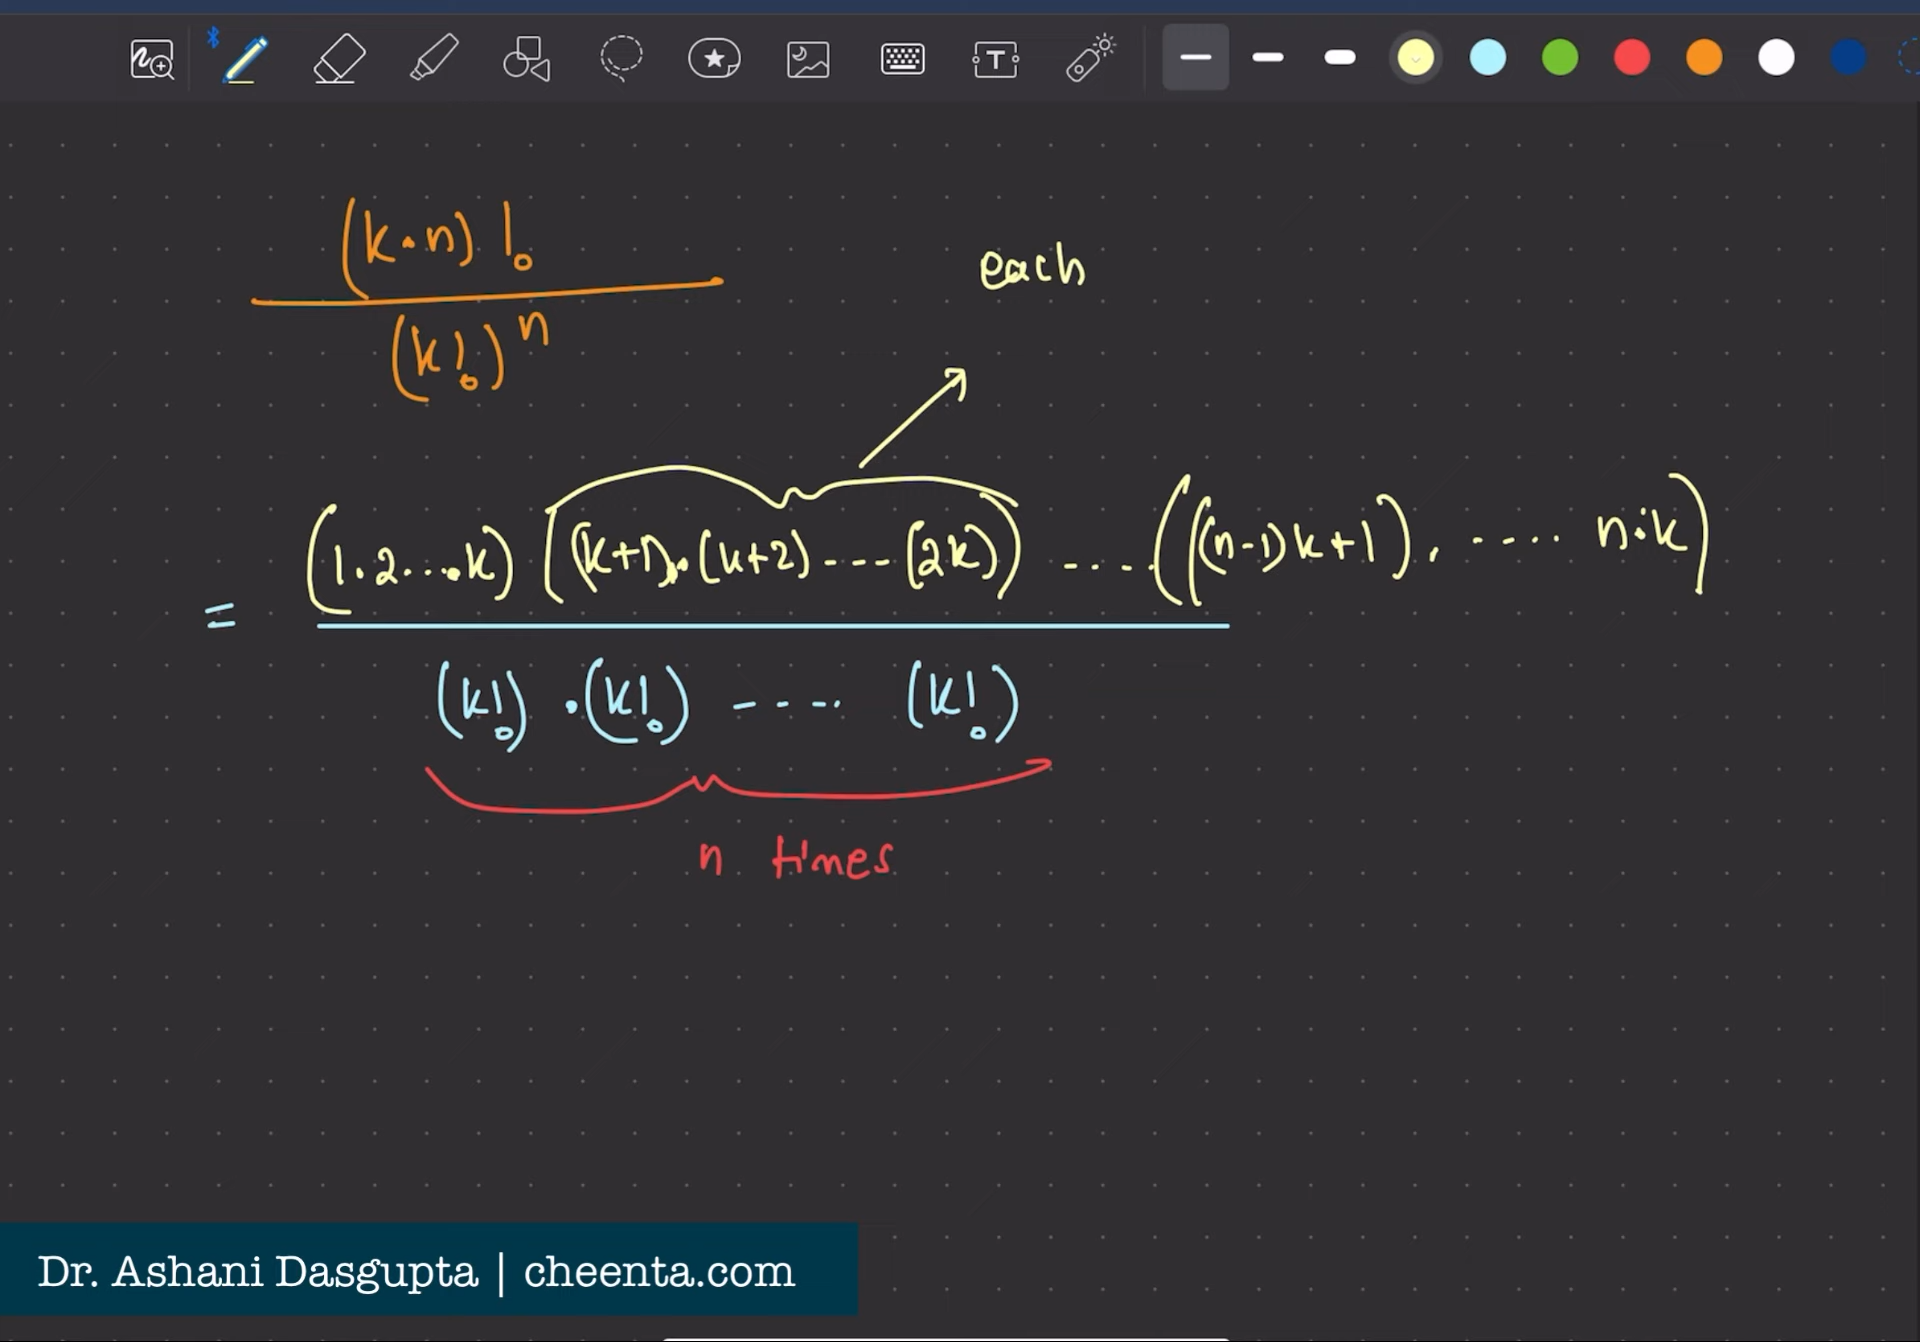 (k·n)!
(k!)ⁿ
each
= (1·2...·k) ((k+1)·(k+2)---(2k)) ---- (((n-1)k+1), ---- n·k)
(k!) ·(k!) ---- (k!)
n times
Dr. Ashani Dasgupta | cheenta.com